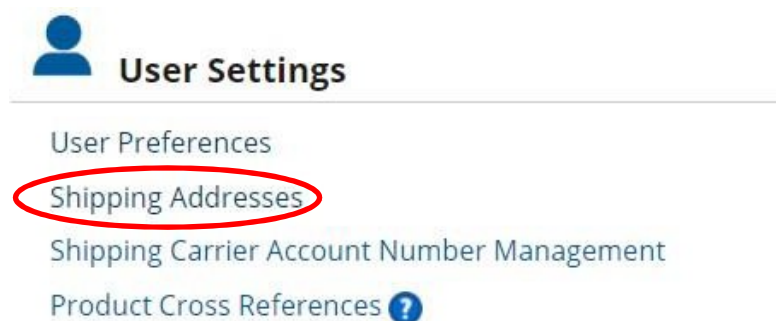 User Settings
User Preferences
Shipping Addresses
Shipping Carrier Account Number Management
Product Cross References ?